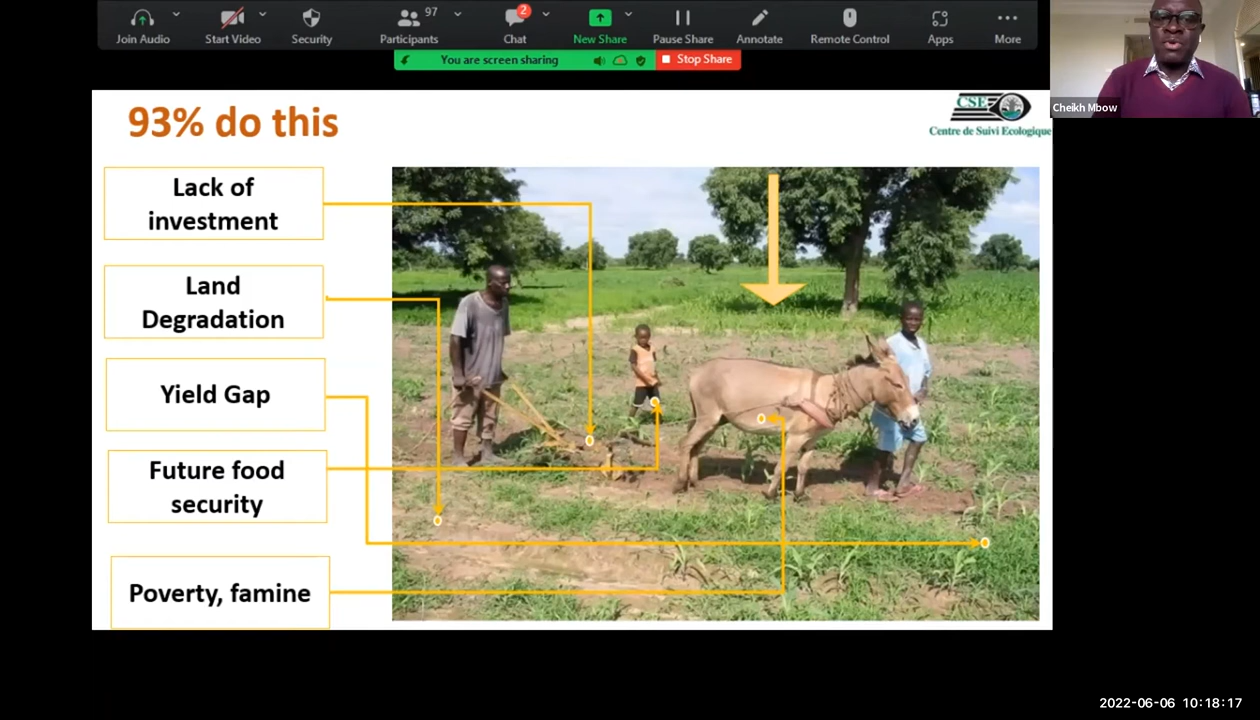 97
2
Join Audio
Start Video
Security
Participants
Chat
New Share
Pause Share
Annotate
Remote Control
Apps
More
You are screen sharing
Stop Share
Cheikh Mbow
93% do this
CSE
Centre de Suivi Ecologique
Lack of
investment
Land
Degradation
Yield Gap
Future food
security
Poverty, famine
2022-06-06 10:18:17